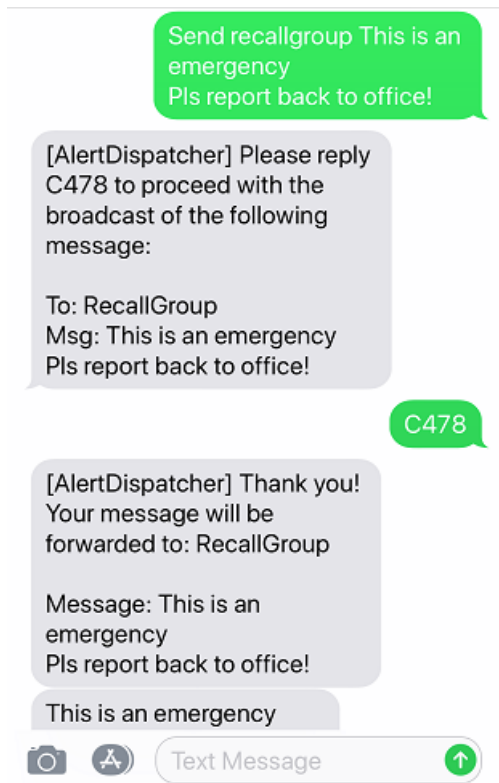 Send recallgroup This is an
emergency
Pls report back to office!
[AlertDispatcher] Please reply
C478 to proceed with the
broadcast of the following
message:
To: RecallGroup
Msg: This is an emergency
Pls report back to office!
C478
[AlertDispatcher] Thank you!
Your message will be
forwarded to: RecallGroup
Message: This is an
emergency
Pls report back to office!
This is an emergency
Text Message